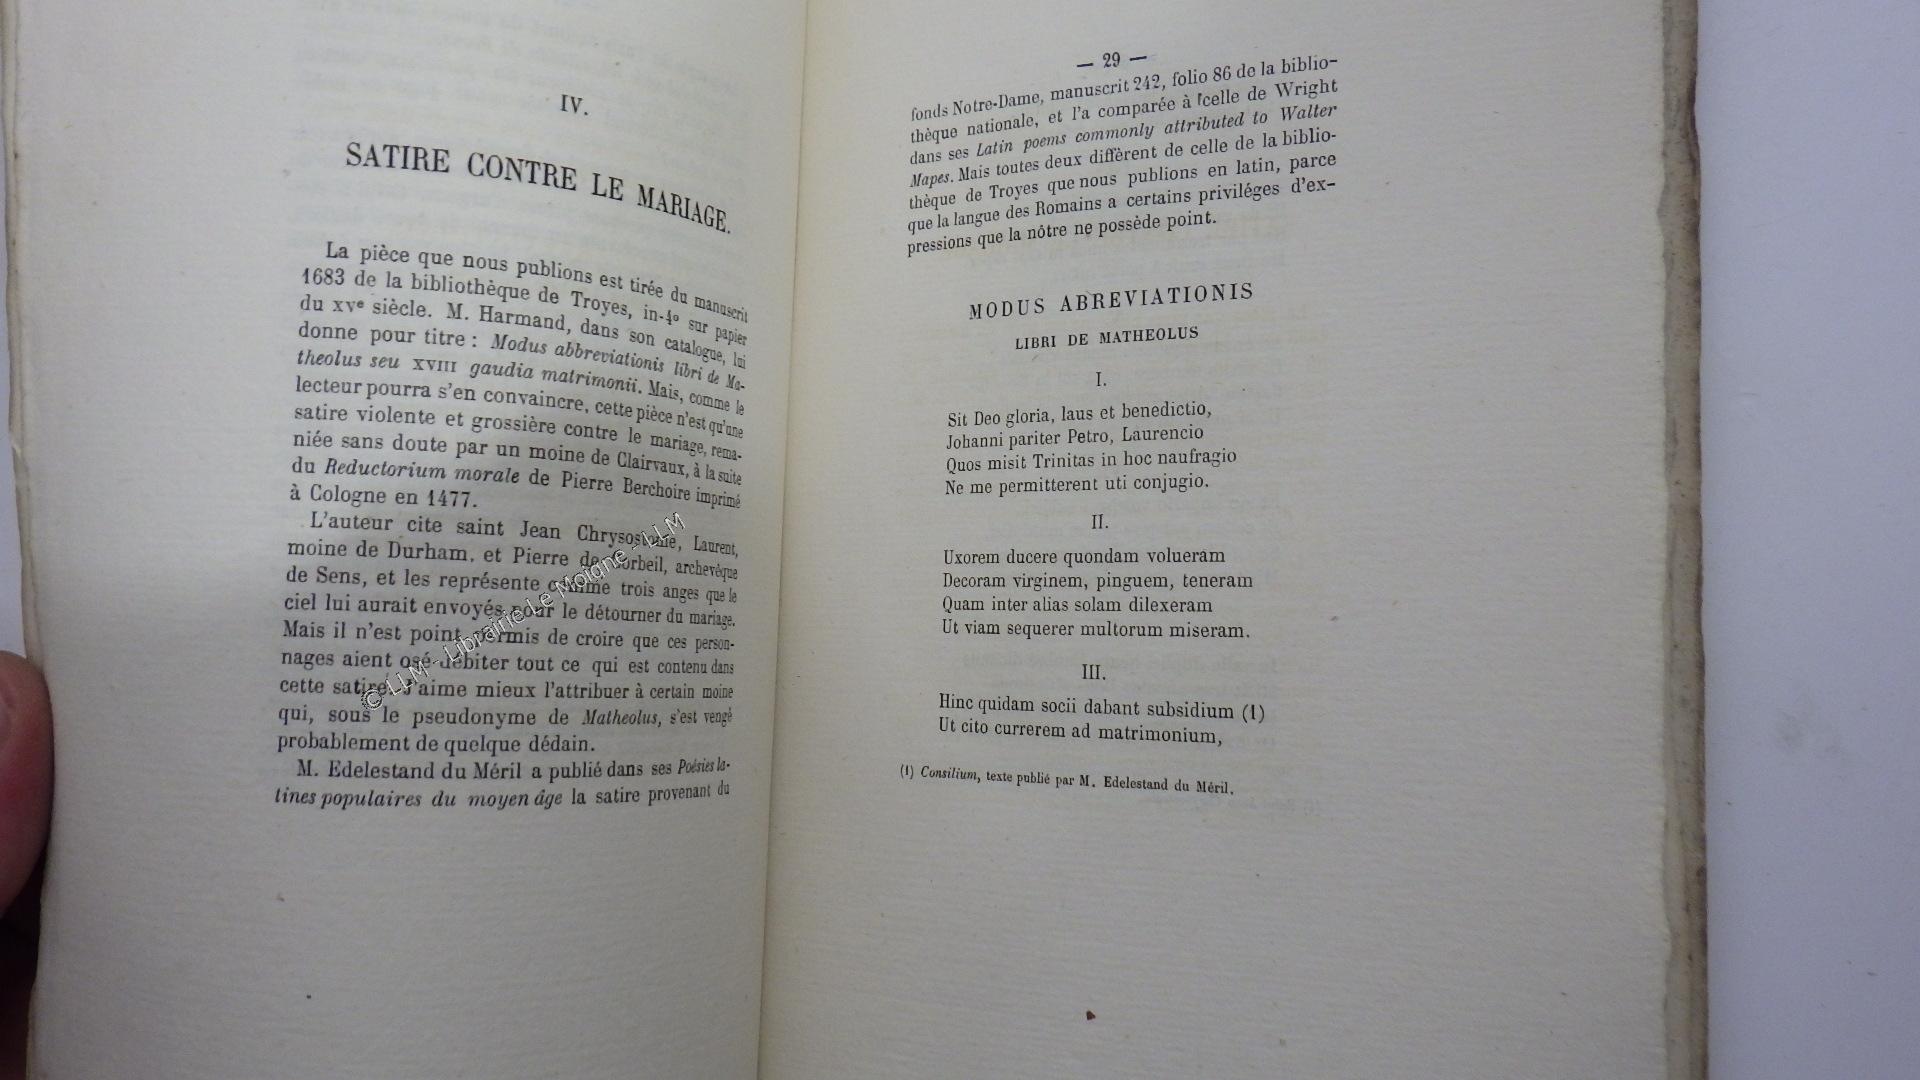 IV.
SATIRE CONTRE LE MARIAGE.
La pièce que nous publions est tirée du manuscrit
1683 de la bibliothèque de Troyes, in-4º sur papier
du XVe siècle. M. Harmand, dans son catalogue, lui
donne pour titre : Modus abbreviationis libri de Ma-
theolus seu XVIII gaudia matrimonii. Mais, comme le
lecteur pourra s'en convaincre, cette pièce n'est qu'une
satire violente et grossière contre le mariage, rema-
niée sans doute par un moine de Clairvaux, à la suite
du Reductorium morale de Pierre Berchoire imprimé
à Cologne en 1477.
L'auteur cite saint Jean Chrysostome, Laurent,
moine de Durham, et Pierre de Corbeil, archevêque
de Sens, et les représente comme trois anges que le
ciel lui aurait envoyés pour le détourner du mariage.
Mais il n'est point permis de croire que ces person-
nages aient osé débiter tout ce qui est contenu dans
cette satire. J'aime mieux l'attribuer à certain moine
qui, sous le pseudonyme de Matheolus, s'est vengé
probablement de quelque dédain.
M. Edelestand du Méril a publié dans ses Poésies la-
tines populaires du moyen âge la satire provenant du
© LLM - Librairie Le Moigne - LLM
— 29 —
fonds Notre-Dame, manuscrit 242, folio 86 de la biblio-
thèque nationale, et l'a comparée à celle de Wright
dans ses Latin poems commonly attributed to Walter
Mapes. Mais toutes deux diffèrent de celle de la biblio-
thèque de Troyes que nous publions en latin, parce
que la langue des Romains a certains priviléges d'ex-
pressions que la nôtre ne possède point.
MODUS ABREVIATIONIS
LIBRI DE MATHEOLUS
I.
Sit Deo gloria, laus et benedictio,
Johanni pariter Petro, Laurencio
Quos misit Trinitas in hoc naufragio
Ne me permitterent uti conjugio.
II.
Uxorem ducere quondam volueram
Decoram virginem, pinguem, teneram
Quam inter alias solam dilexeram
Ut viam sequerer multorum miseram.
III.
Hinc quidam socii dabant subsidium (1)
Ut cito currerem ad matrimonium,
(1) Consilium, texte publié par M. Edelestand du Méril.